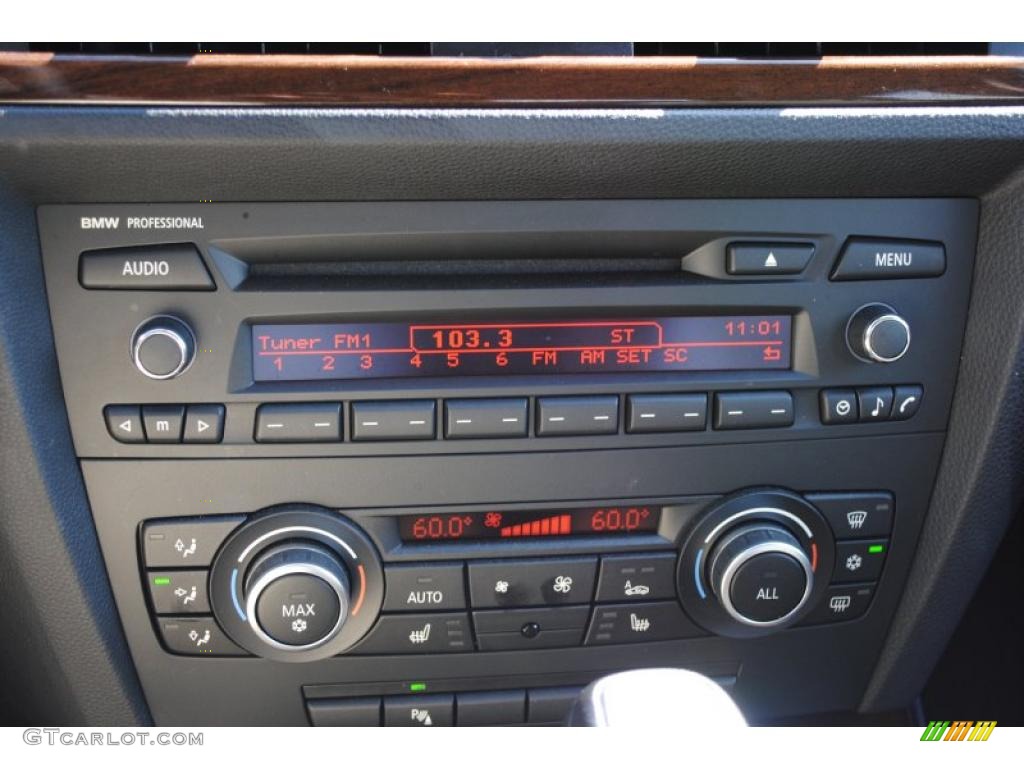 BMW PROFESSIONAL
AUDIO
MENU
Tuner FM1 103.3 ST 11:01
1 2 3 4 5 6 FM AM SET SC
m
60.0° 60.0°
AUTO
MAX
ALL
A
P
GTCARLOT.COM